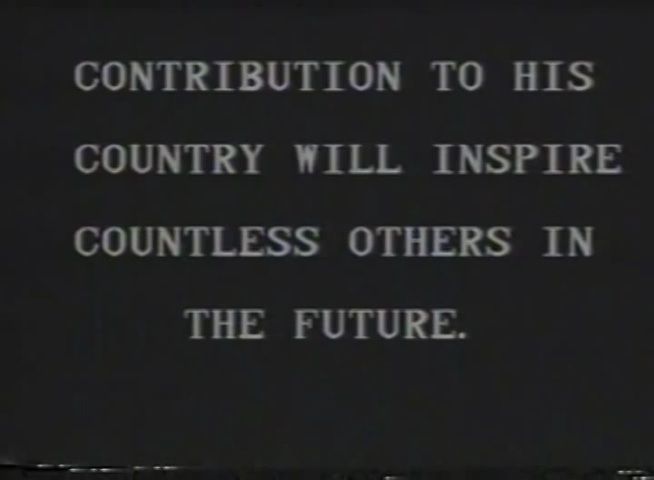 CONTRIBUTION TO HIS
COUNTRY WILL INSPIRE
COUNTLESS OTHERS IN
THE FUTURE.